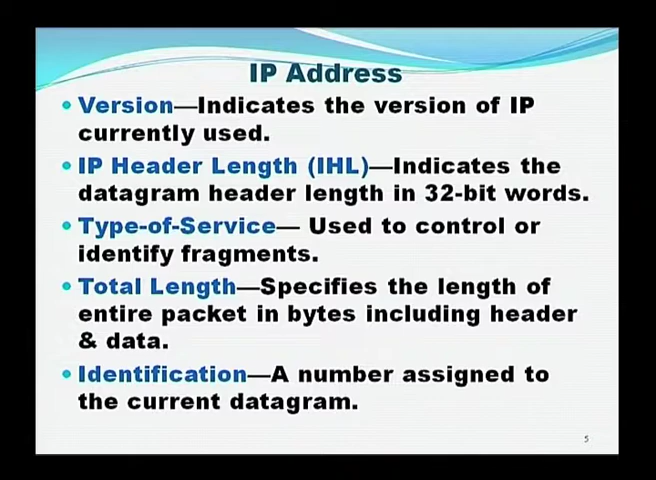 IP Address
• Version—Indicates the version of IP
currently used.
• IP Header Length (IHL)—Indicates the
datagram header length in 32-bit words.
• Type-of-Service— Used to control or
identify fragments.
• Total Length—Specifies the length of
entire packet in bytes including header
& data.
• Identification—A number assigned to
the current datagram.
5